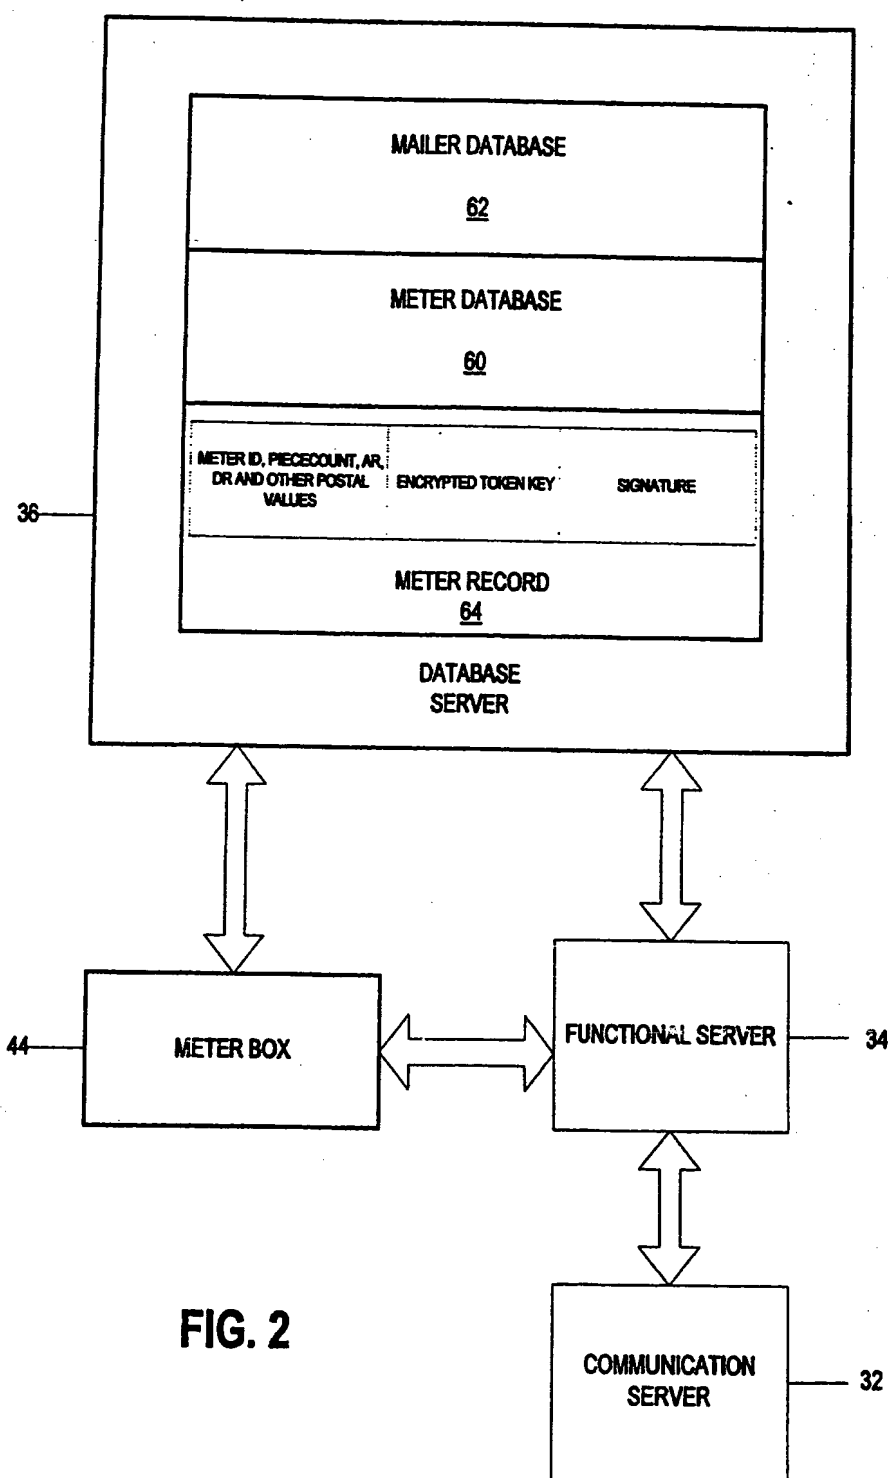 MAILER DATABASE
62
METER DATABASE
60
METER ID, PIECECOUNT, AR,
DR AND OTHER POSTAL
VALUES
ENCRYPTED TOKEN KEY
SIGNATURE
36
METER RECORD
64
DATABASE
SERVER
44
METER BOX
FUNCTIONAL SERVER
34
FIG. 2
COMMUNICATION
SERVER
32